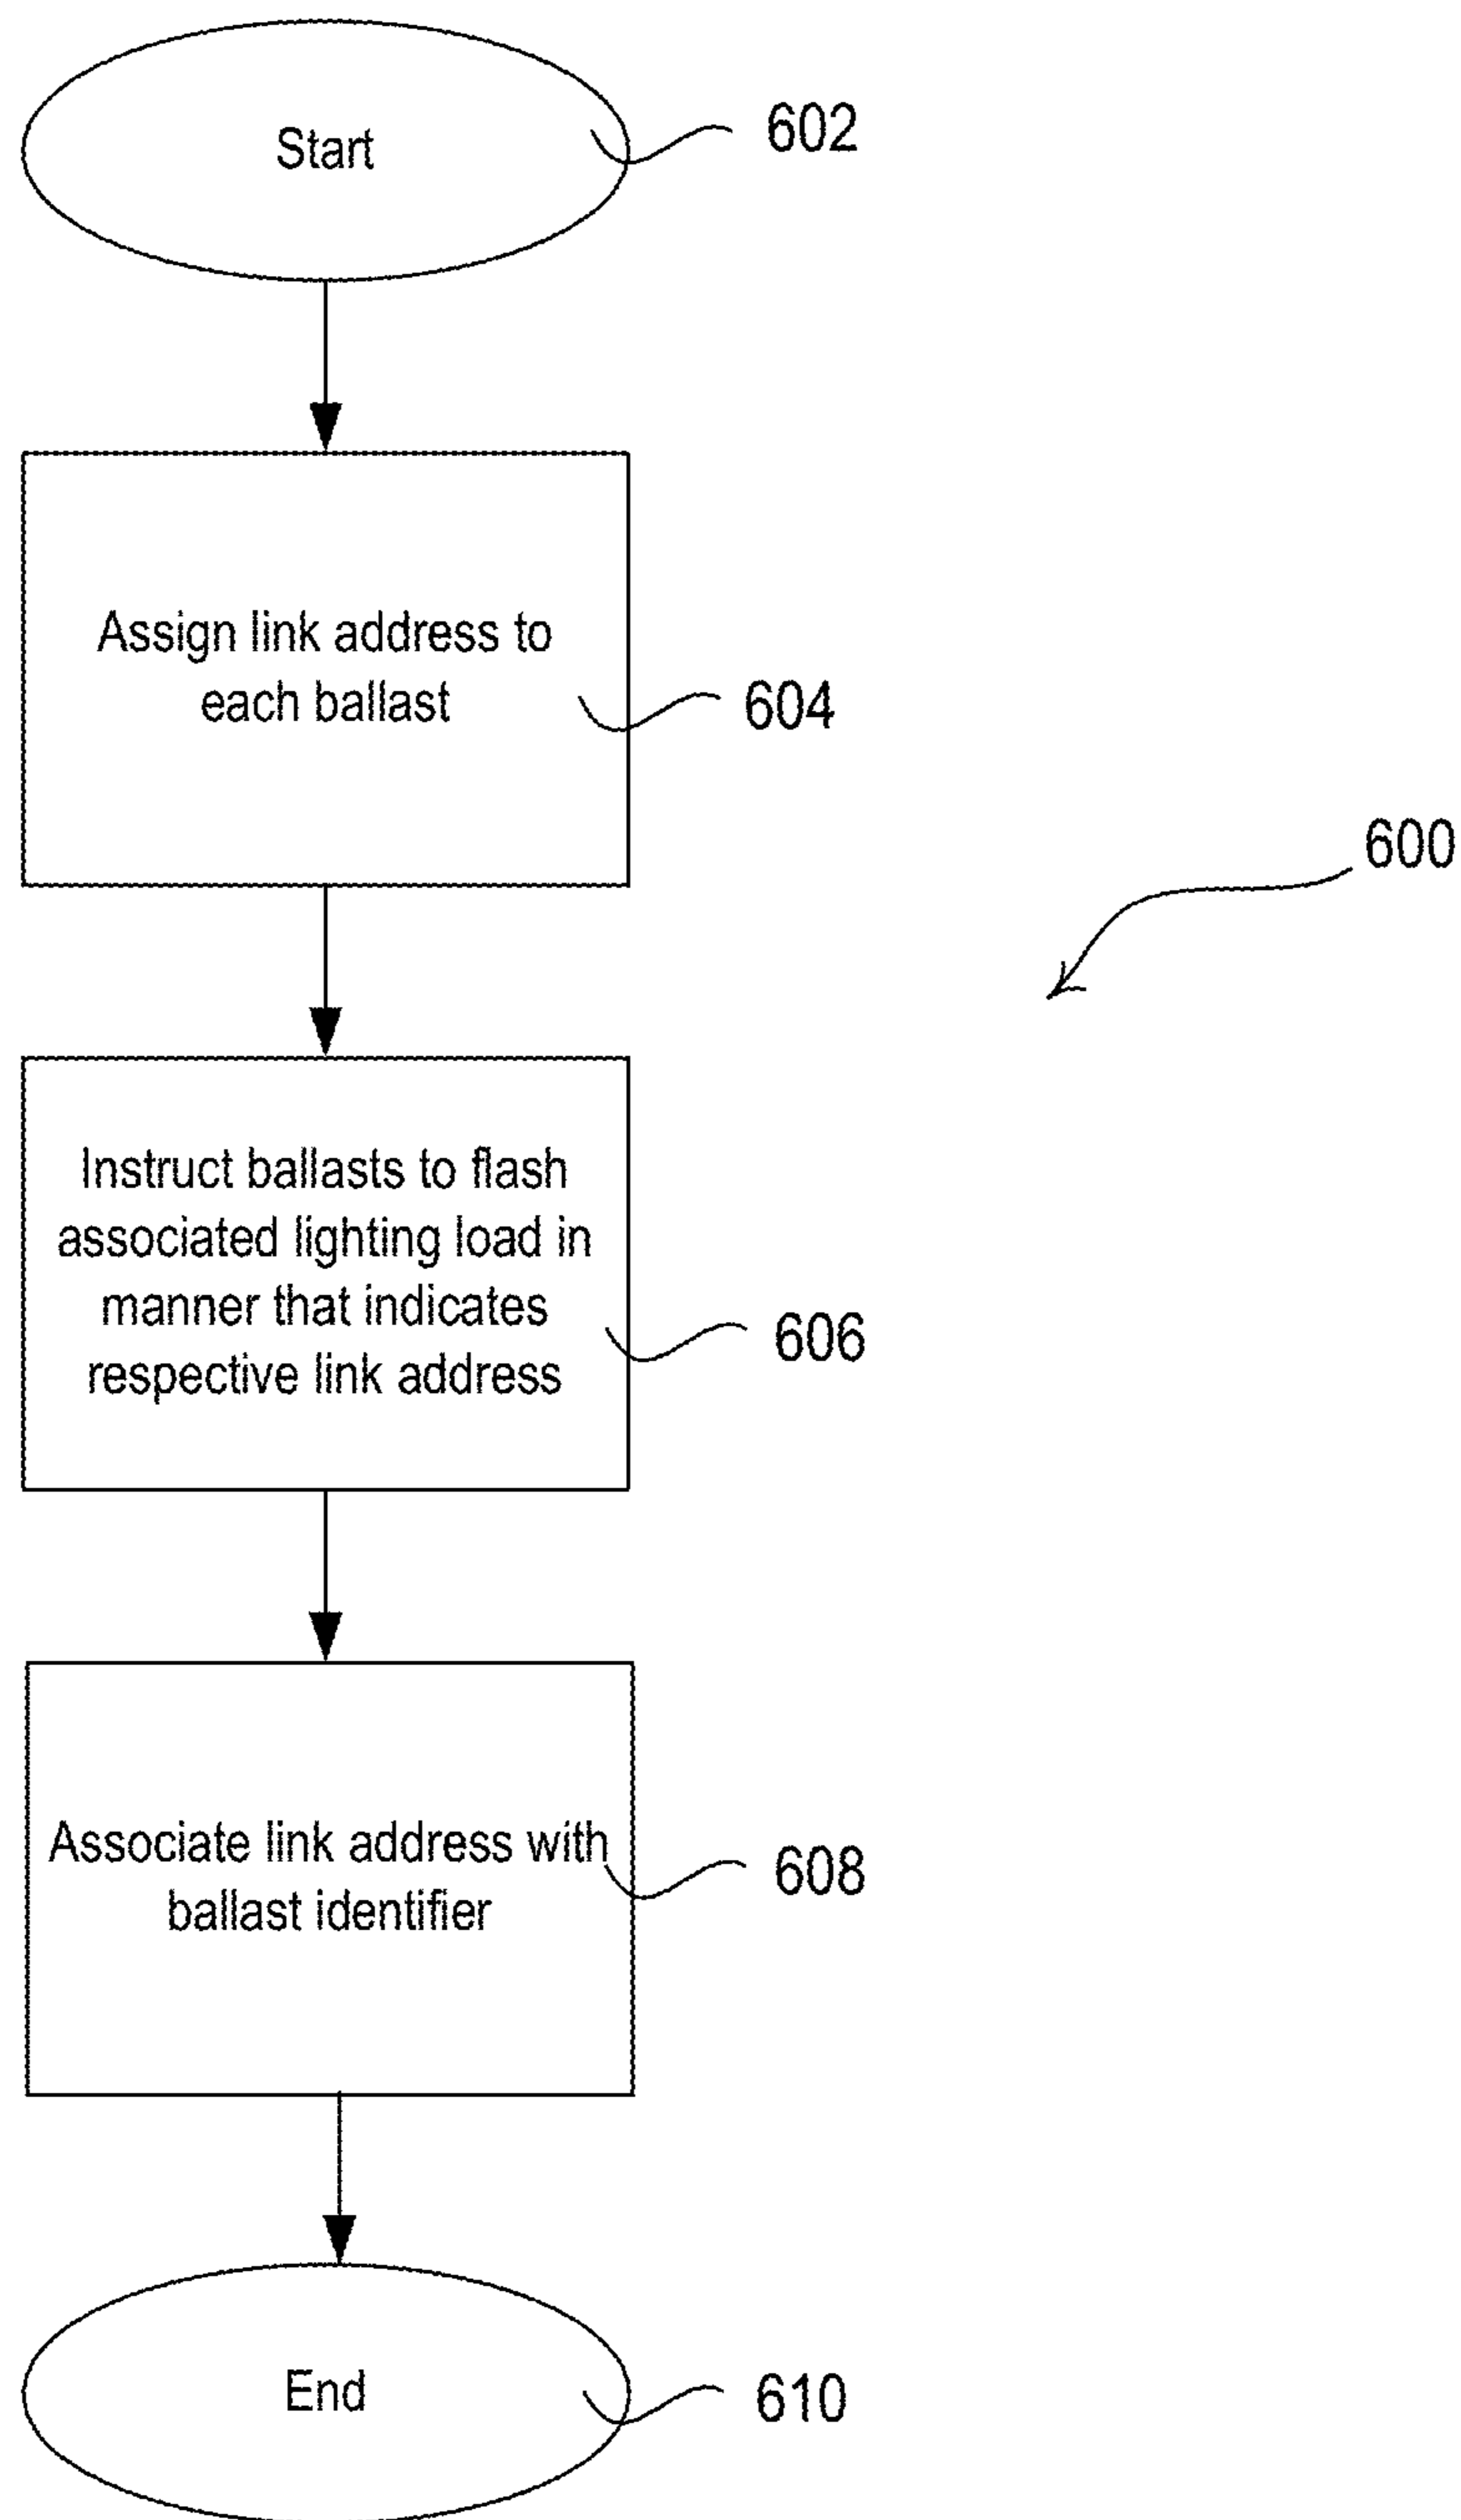 Start
602
Assign link address to
each ballast
604
600
Instruct ballasts to flash
associated lighting load in
manner that indicates
respective link address
606
Associate link address with
ballast identifier
608
End
610